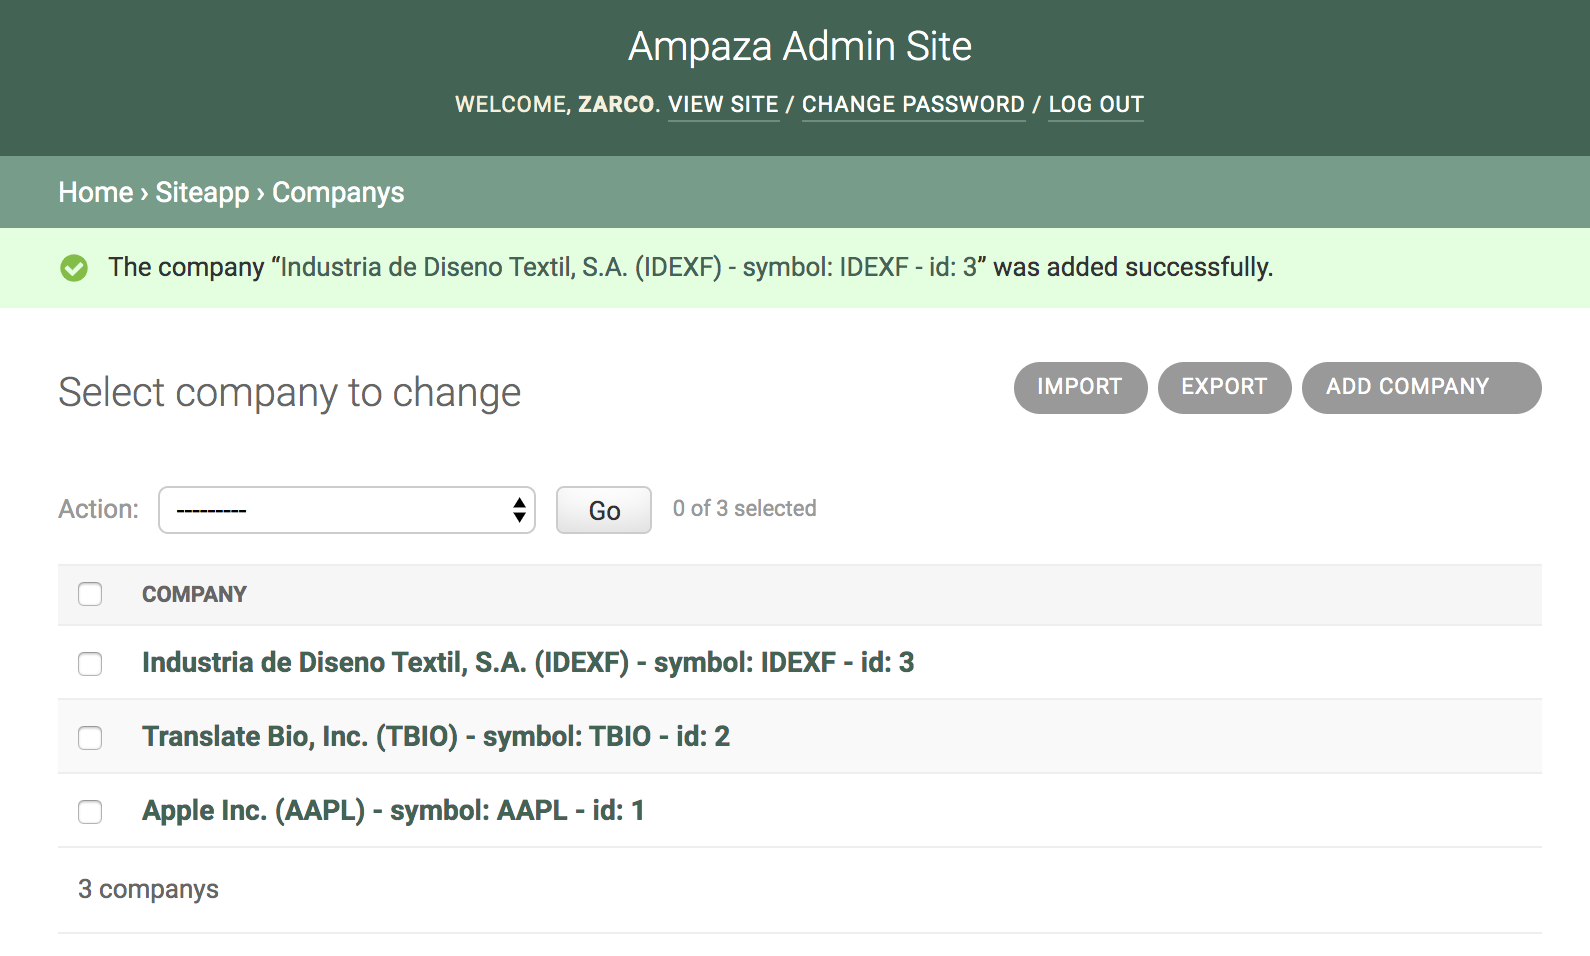 Ampaza Admin Site
WELCOME, ZARCO. VIEW SITE / CHANGE PASSWORD / LOG OUT
Home › Siteapp › Companys
The company “Industria de Diseno Textil, S.A. (IDEXF) - symbol: IDEXF - id: 3” was added successfully.
Select company to change
IMPORT
EXPORT
ADD COMPANY
Action: --------- Go 0 of 3 selected
COMPANY
Industria de Diseno Textil, S.A. (IDEXF) - symbol: IDEXF - id: 3
Translate Bio, Inc. (TBIO) - symbol: TBIO - id: 2
Apple Inc. (AAPL) - symbol: AAPL - id: 1
3 companys